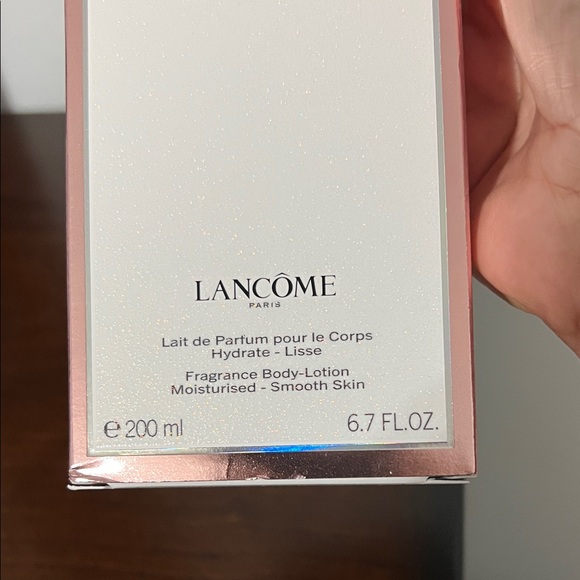 LANCÔME
PARIS
Lait de Parfum pour le Corps
Hydrate - Lisse
Fragrance Body-Lotion
Moisturised - Smooth Skin
℮ 200 ml 6.7 FL.OZ.